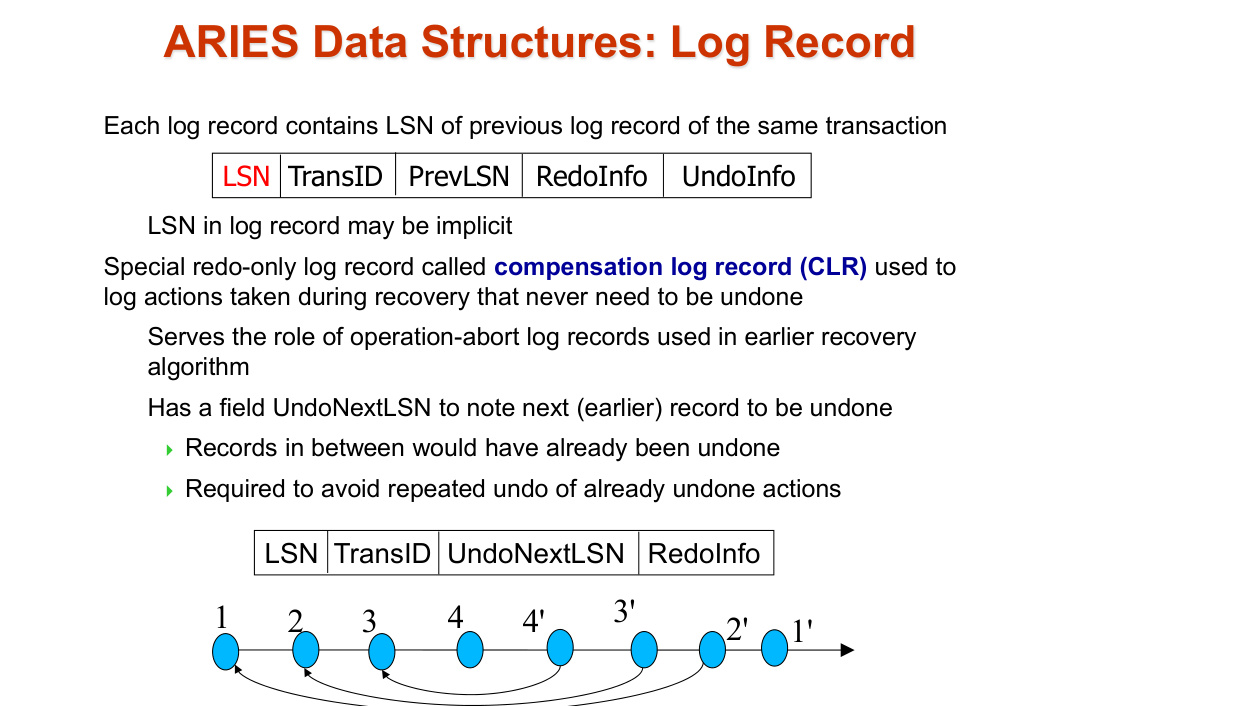 ARIES Data Structures: Log Record
Each log record contains LSN of previous log record of the same transaction
LSN TransID PrevLSN RedoInfo UndoInfo
LSN in log record may be implicit
Special redo-only log record called compensation log record (CLR) used to
log actions taken during recovery that never need to be undone
Serves the role of operation-abort log records used in earlier recovery
algorithm
Has a field UndoNextLSN to note next (earlier) record to be undone
Records in between would have already been undone
Required to avoid repeated undo of already undone actions
LSN TransID UndoNextLSN RedoInfo
1 2 3 4 4' 3' 2' 1'